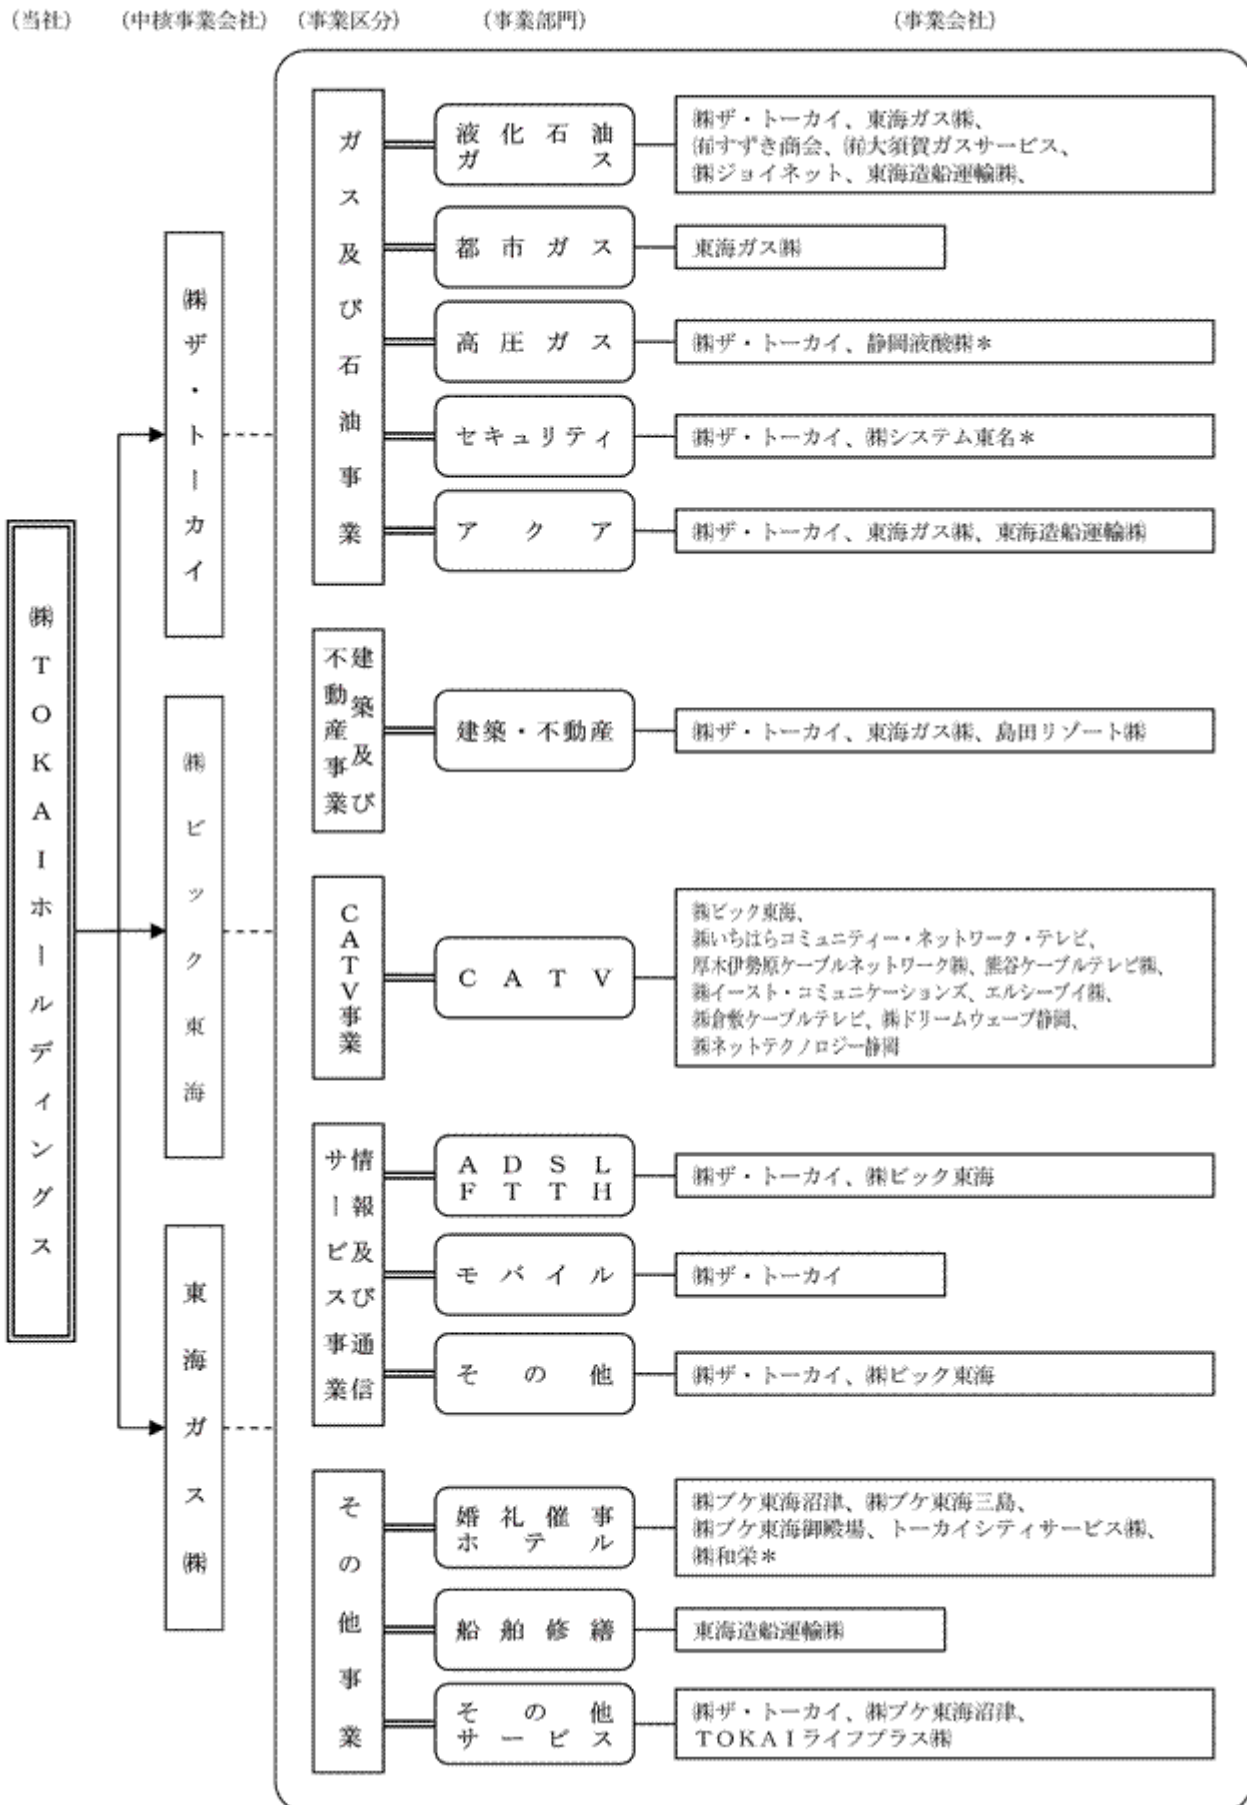 (当社)
(中核事業会社)
(事業区分)
(事業部門)
(事業会社)
㈱TOKAIホールディングス
㈱ザ・トーカイ
㈱ビック東海
東海ガス㈱
ガス及び石油事業
液化石油
ガス
㈱ザ・トーカイ、東海ガス㈱、
㈲すずき商会、㈲大須賀ガスサービス、
㈱ジョイネット、東海造船運輸㈱、
都市ガス
東海ガス㈱
高圧ガス
㈱ザ・トーカイ、静岡液酸㈱＊
セキュリティ
㈱ザ・トーカイ、㈱システム東名＊
アクア
㈱ザ・トーカイ、東海ガス㈱、東海造船運輸㈱
建築及び
不動産事業
建築・不動産
㈱ザ・トーカイ、東海ガス㈱、島田リゾート㈱
CATV事業
CATV
㈱ビック東海、
㈱いちはらコミュニティー・ネットワーク・テレビ、
厚木伊勢原ケーブルネットワーク㈱、熊谷ケーブルテレビ㈱、
㈱イースト・コミュニケーションズ、エルシーブイ㈱、
㈱倉敷ケーブルテレビ、㈱ドリームウェーブ静岡、
㈱ネットテクノロジー静岡
情報及び通信
サービス事業
ADSL
FTTH
㈱ザ・トーカイ、㈱ビック東海
モバイル
㈱ザ・トーカイ
その他
㈱ザ・トーカイ、㈱ビック東海
その他事業
婚礼催事
ホテル
㈱ブケ東海沼津、㈱ブケ東海三島、
㈱ブケ東海御殿場、トーカイシティサービス㈱、
㈱和栄＊
船舶修繕
東海造船運輸㈱
その他
サービス
㈱ザ・トーカイ、㈱ブケ東海沼津、
TOKAIライフプラス㈱